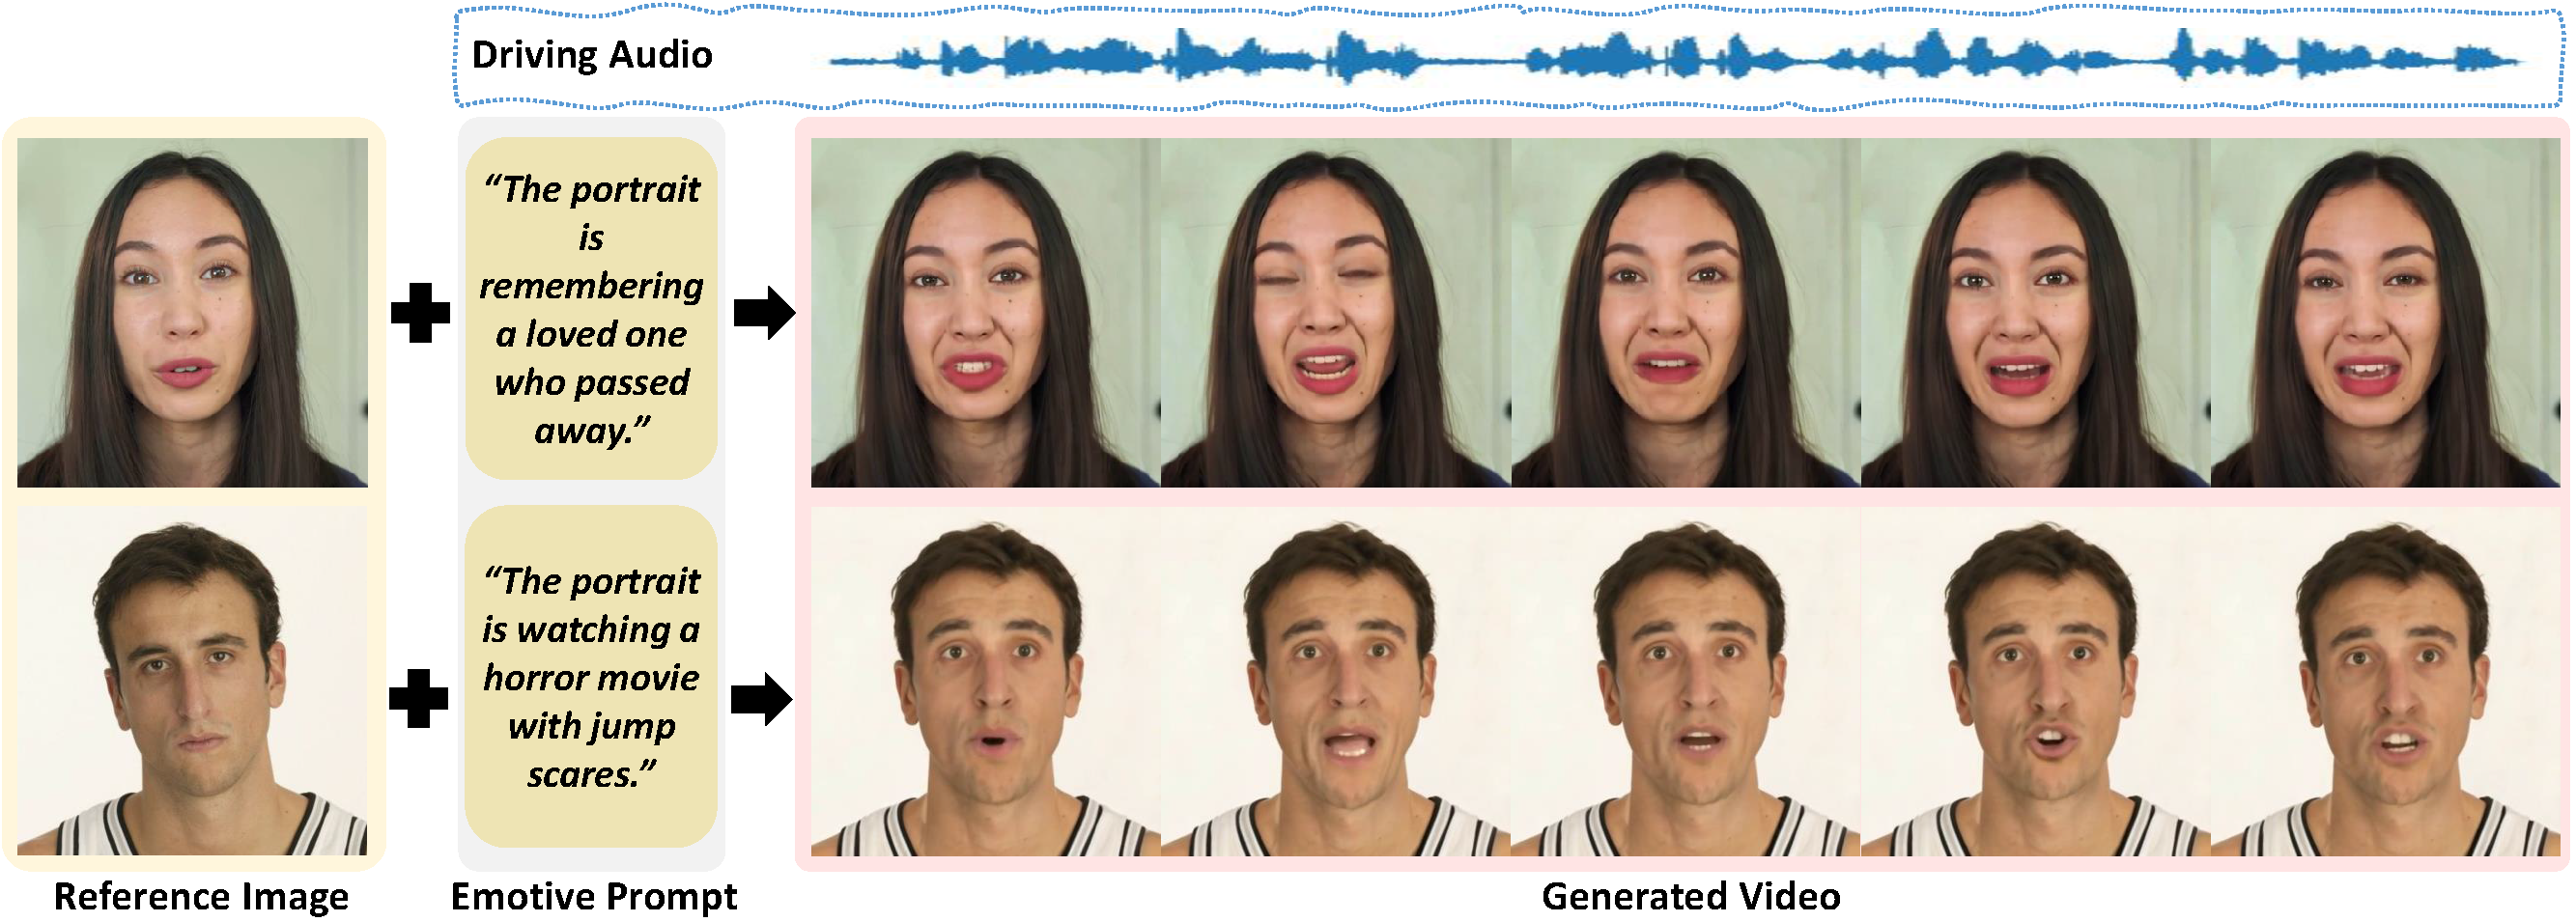 Driving Audio
“The portrait
is
remembering
a loved one
who passed
away.”
“The portrait
is watching a
horror movie
with jump
scares.”
Reference Image
Emotive Prompt
Generated Video